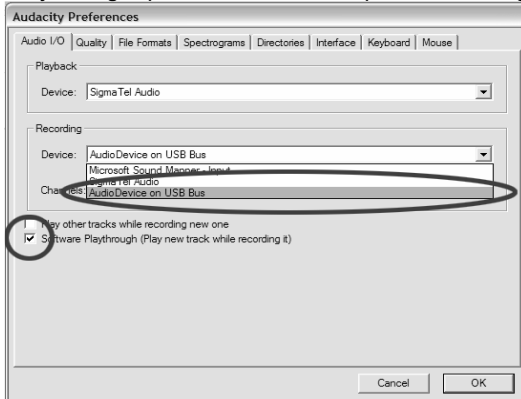 Audacity Preferences
Audio I/O Quality File Formats Spectrograms Directories Interface Keyboard Mouse
Playback
Device: SigmaTel Audio
Recording
Device: AudioDevice on USB Bus
Microsoft Sound Mapper - Input
SigmaTel Audio
Channels: AudioDevice on USB Bus
Play other tracks while recording new one
Software Playthrough (Play new track while recording it)
Cancel OK